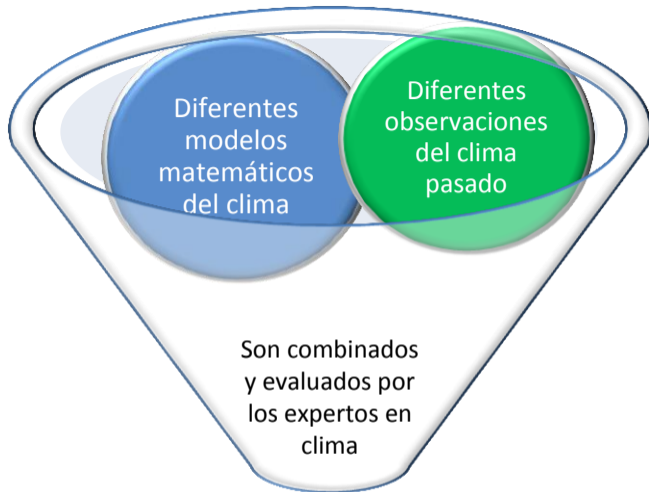 Diferentes
modelos
matemáticos
del clima
Diferentes
observaciones
del clima
pasado
Son combinados
y evaluados por
los expertos en
clima